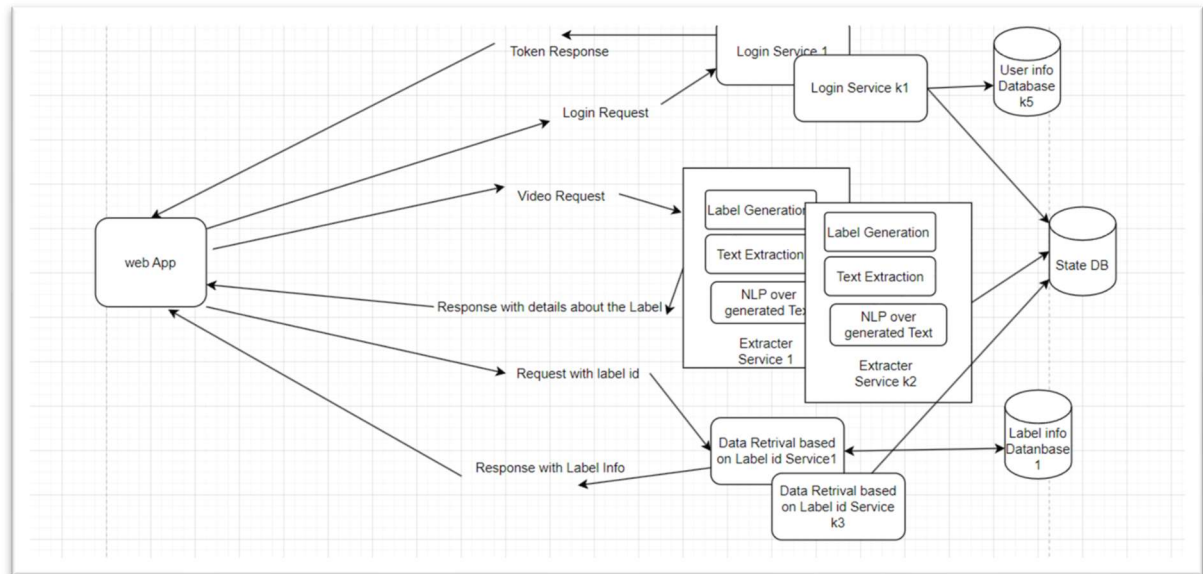 Token Response
Login Service 1
Login Service k1
User info
Database
k5
Login Request
Video Request
Label Generation
Text Extraction
NLP over
generated Text
Extracter
Service 1
Label Generation
Text Extraction
NLP over
generated Text
Extracter
Service k2
State DB
web App
Response with details about the Label
Request with label id
Data Retrival based
on Label id Service1
Data Retrival based
on Label id Service
k3
Label info
Datanbase
1
Response with Label Info